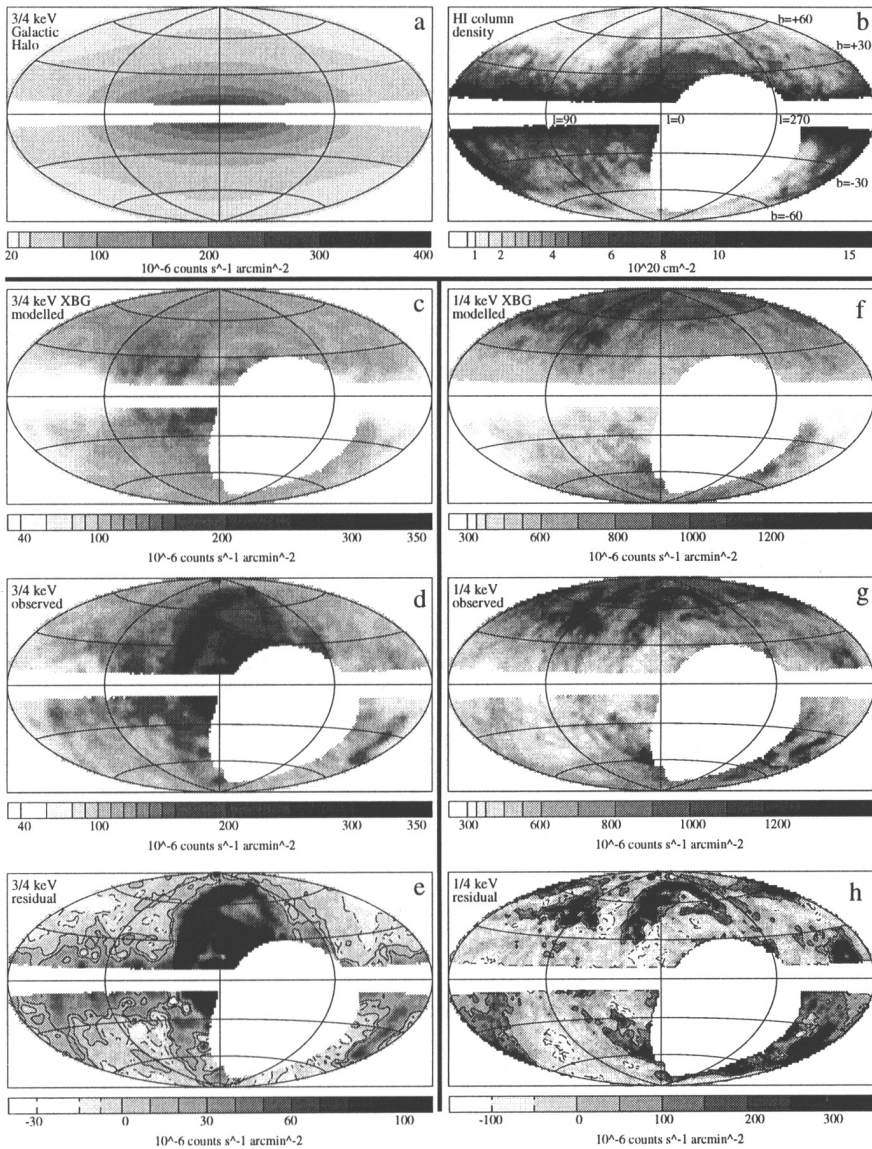 3/4 keV
Galactic
Halo
a
20 100 200 300 400
10^-6 counts s^-1 arcmin^-2
HI column
density
b
b=+60
b=+30
l=90 l=0 l=270
b=-30
b=-60
1 2 4 6 8 10 15
10^20 cm^-2
3/4 keV XBG
modelled
c
40 100 200 300 350
10^-6 counts s^-1 arcmin^-2
1/4 keV XBG
modelled
f
300 600 800 1000 1200
10^-6 counts s^-1 arcmin^-2
3/4 keV
observed
d
40 100 200 300 350
10^-6 counts s^-1 arcmin^-2
1/4 keV
observed
g
300 600 800 1000 1200
10^-6 counts s^-1 arcmin^-2
3/4 keV
residual
e
-30 0 30 60 100
10^-6 counts s^-1 arcmin^-2
1/4 keV
residual
h
-100 0 100 200 300
10^-6 counts s^-1 arcmin^-2